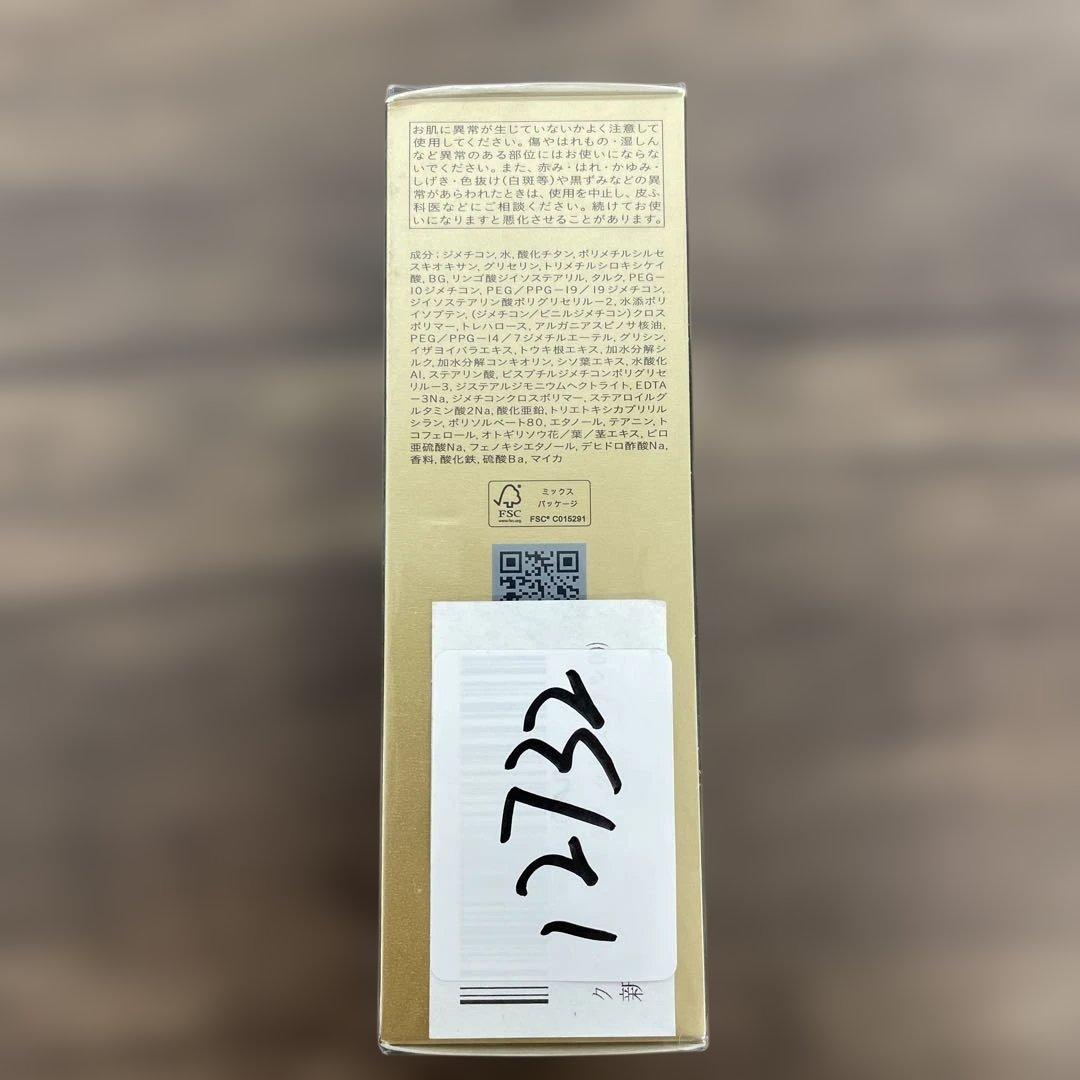 お肌に異常が生じていないかよく注意して
使用してください。傷やはれもの・湿しん
など異常のある部位にはお使いにならな
いでください。また、赤み・はれ・かゆみ・
しげき・色抜け(白斑等)や黒ずみなどの異
常があらわれたときは、使用を中止し、皮ふ
科医などにご相談ください。続けてお使
いになりますと悪化させることがあります。
成分:ジメチコン,水,酸化チタン,ポリメチルシルセ
スキオキサン,グリセリン,トリメチルシロキシケイ
酸,BG,リンゴ酸ジイソステアリル,タルク,PEG-
10ジメチコン,PEG/PPG-19/19ジメチコン,
ジイソステアリン酸ポリグリセリル-2,水添ポリ
イソブテン,(ジメチコン/ビニルジメチコン)クロス
ポリマー,トレハロース,アルガニアスピノサ核油,
PEG/PPG-14/7ジメチルエーテル,グリシン,
イザヨイバラエキス,トウキ根エキス,加水分解シ
ルク,加水分解コンキオリン,シソ葉エキス,水酸化
Al,ステアリン酸,ビスブチルジメチコンポリグリセ
リル-3,ジステアルジモニウムヘクトライト,EDTA
-3Na,ジメチコンクロスポリマー,ステアロイルグ
ルタミン酸2Na,酸化亜鉛,トリエトキシカプリリル
シラン,ポリソルベート80,エタノール,テアニン,ト
コフェロール,オトギリソウ花/葉/茎エキス,ピロ
亜硫酸Na,フェノキシエタノール,デヒドロ酢酸Na,
香料,酸化鉄,硫酸Ba,マイカ
FSC
www.fsc.org
ミックス
パッケージ
FSC® C015291
12732
ク
新